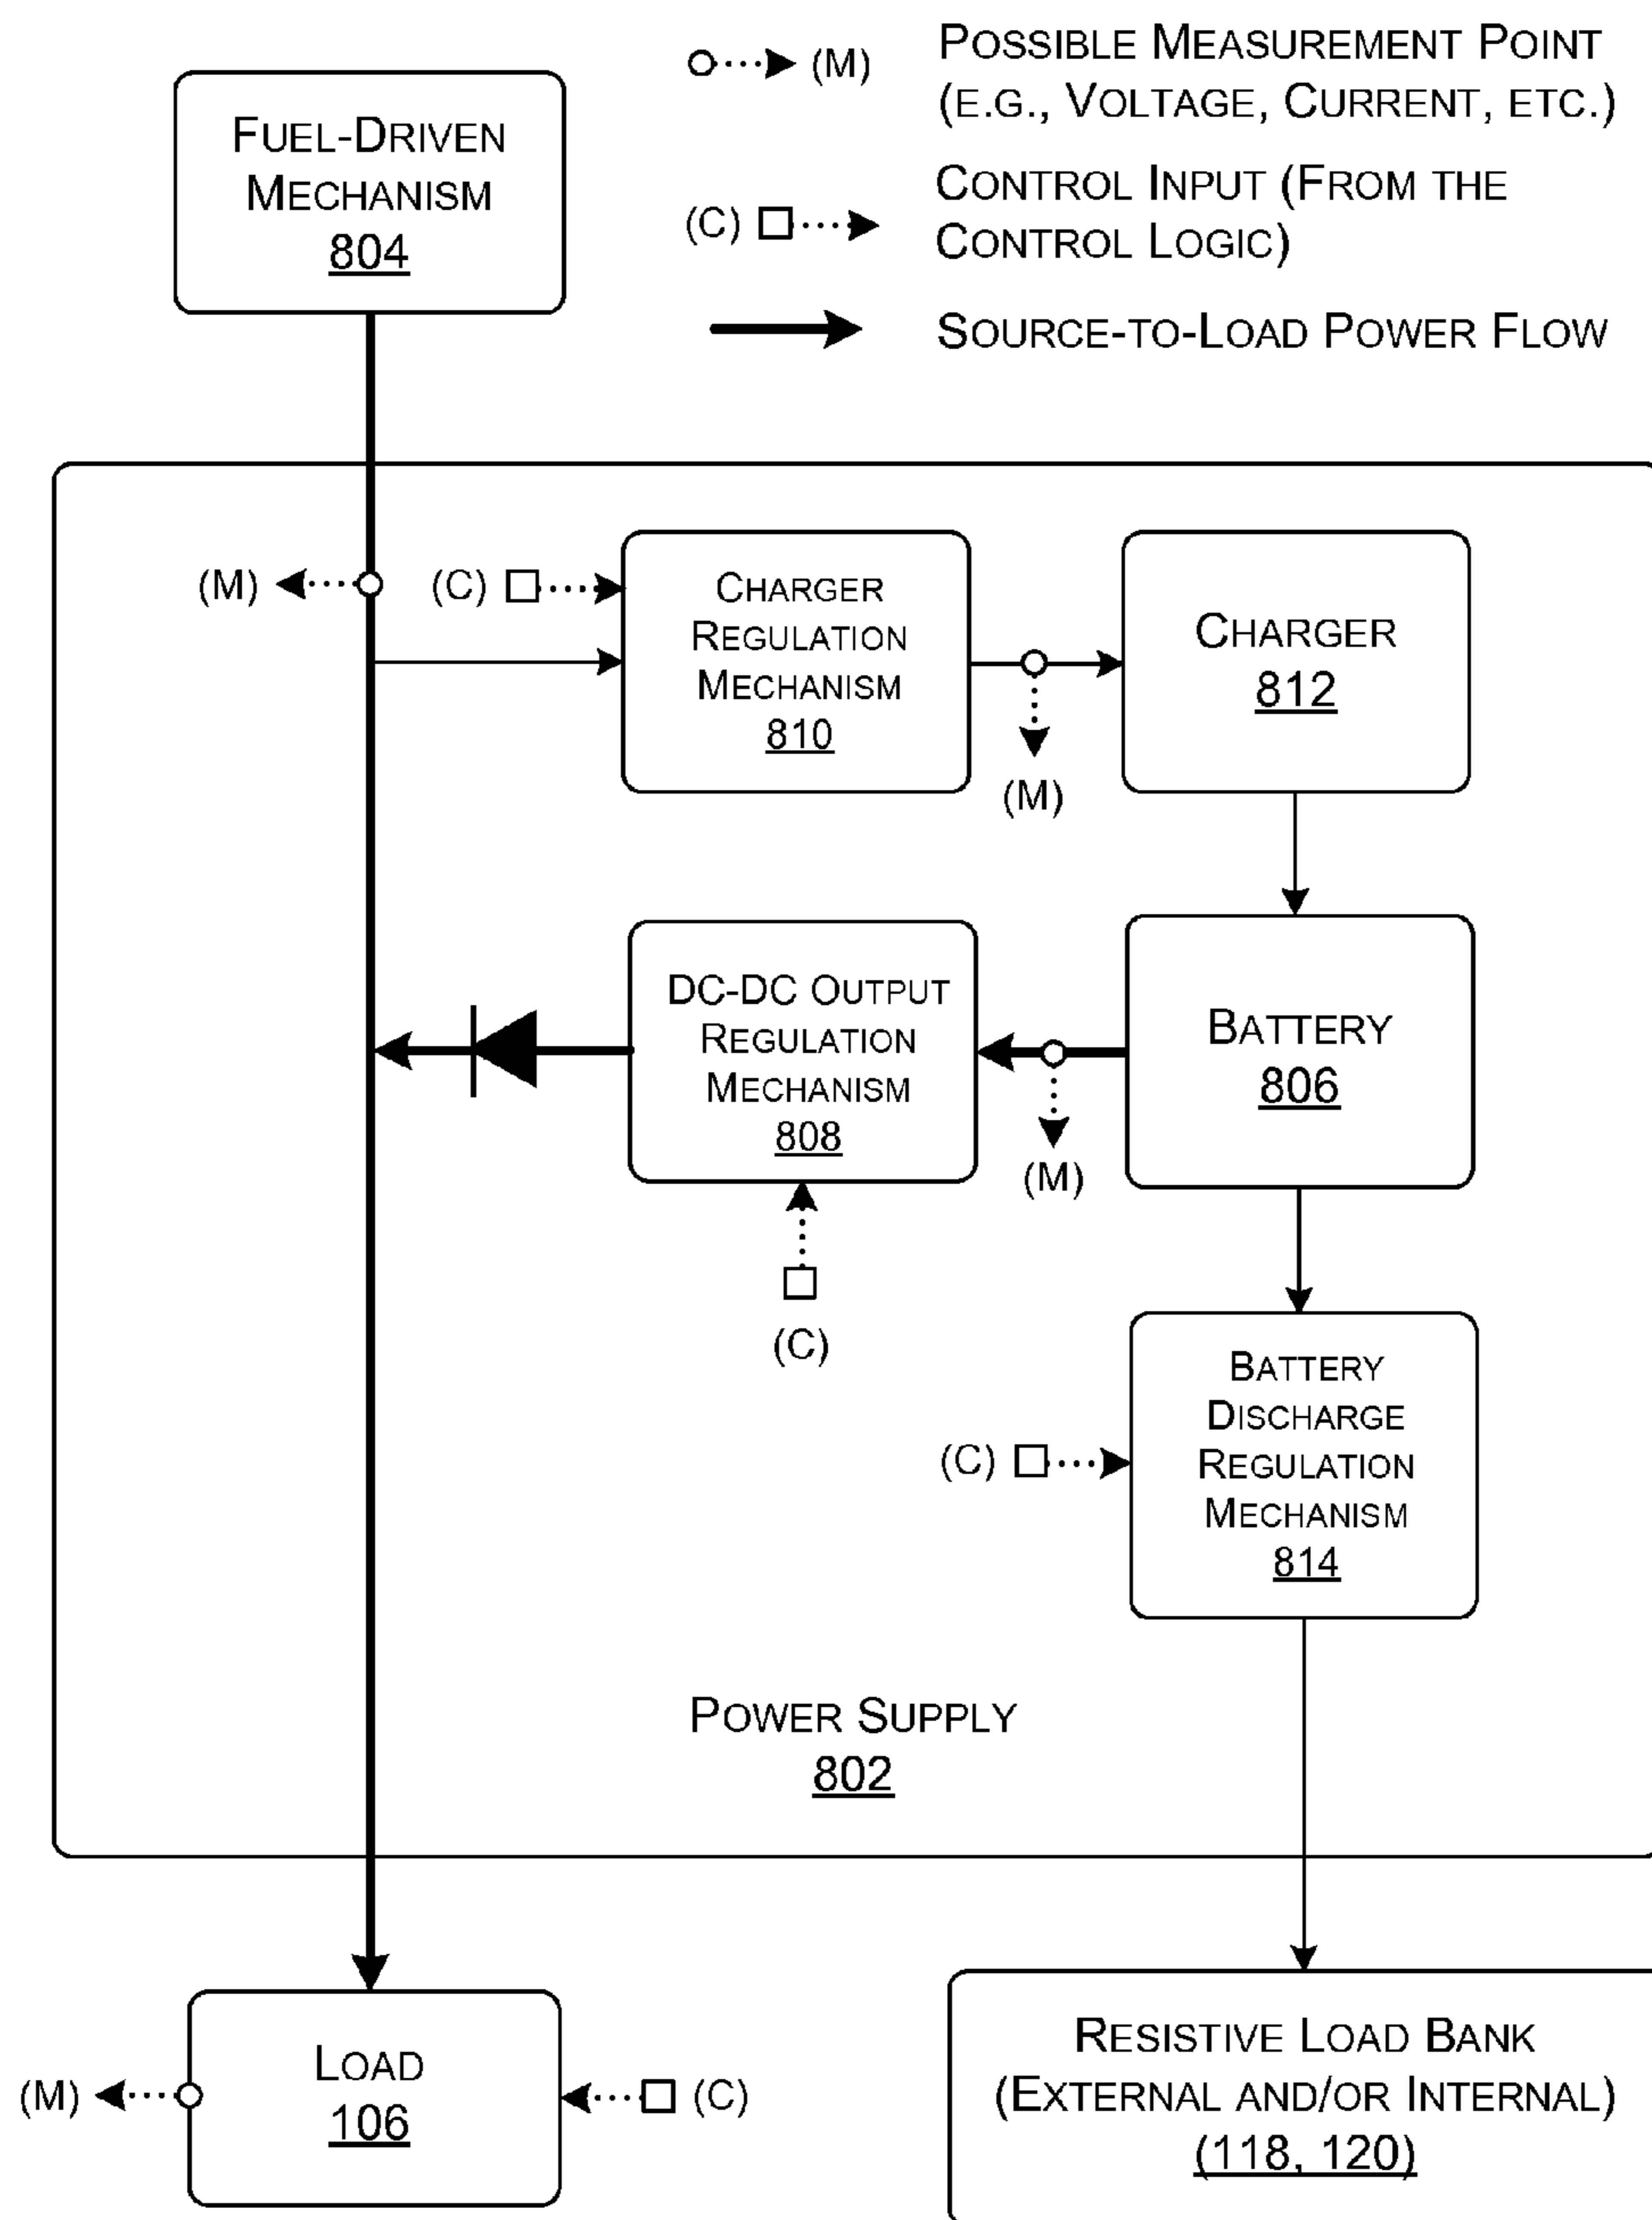 (M)
POSSIBLE MEASUREMENT POINT
(E.G., VOLTAGE, CURRENT, ETC.)
(C)
CONTROL INPUT (FROM THE
CONTROL LOGIC)
SOURCE-TO-LOAD POWER FLOW
FUEL-DRIVEN
MECHANISM
804
(M)
(C)
CHARGER
REGULATION
MECHANISM
810
(M)
CHARGER
812
DC-DC OUTPUT
REGULATION
MECHANISM
808
(C)
(M)
BATTERY
806
(C)
BATTERY
DISCHARGE
REGULATION
MECHANISM
814
POWER SUPPLY
802
(M)
LOAD
106
(C)
RESISTIVE LOAD BANK
(EXTERNAL AND/OR INTERNAL)
(118, 120)